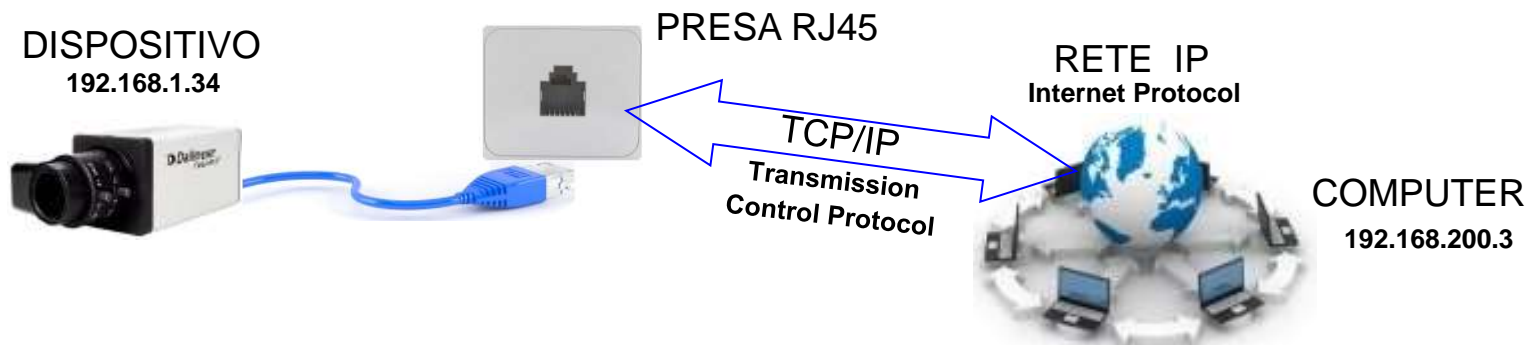 DISPOSITIVO
192.168.1.34
Dallmeier
PRESA RJ45
TCP/IP
Transmission
Control Protocol
RETE IP
Internet Protocol
COMPUTER
192.168.200.3